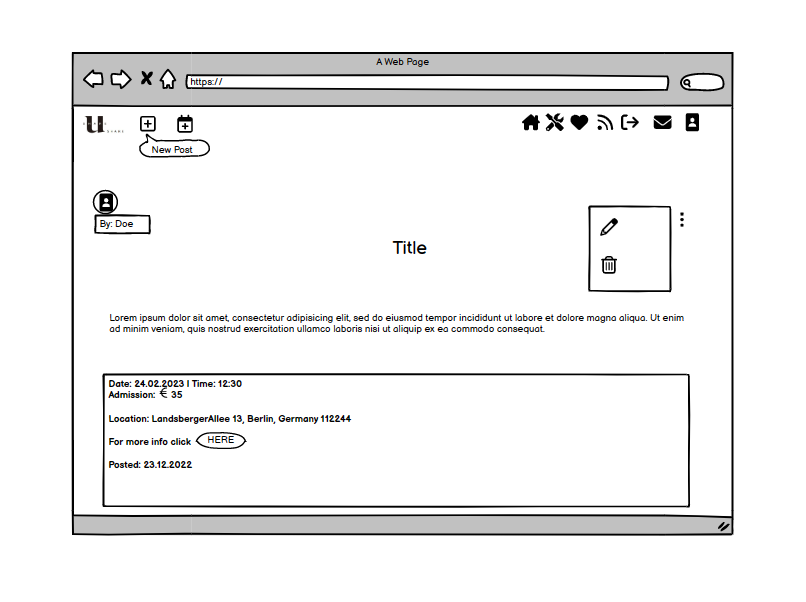 A Web Page
https://
U
New Post
By: Doe
Title
Lorem ipsum dolor sit amet, consectetur adipisicing elit, sed do eiusmod tempor incididunt ut labore et dolore magna aliqua. Ut enim
ad minim veniam, quis nostrud exercitation ullamco laboris nisi ut aliquip ex ea commodo consequat.
Date: 24.02.2023 I Time: 12:30
Admission: € 35
Location: LandsbergerAllee 13, Berlin, Germany 112244
For more info click HERE
Posted: 23.12.2022